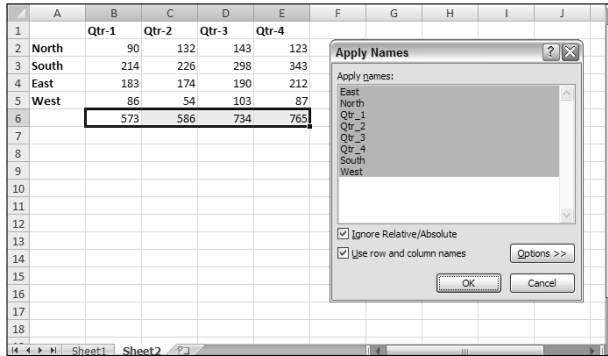 A B C D E F G H I J
1 Qtr-1 Qtr-2 Qtr-3 Qtr-4
2 North 90 132 143 123
3 South 214 226 298 343
4 East 183 174 190 212
5 West 86 54 103 87
6 573 586 734 765
7
8
9
10
11
12
13
14
15
16
17
18
Apply Names
Apply names:
East
North
Qtr_1
Qtr_2
Qtr_3
Qtr_4
South
West
Ignore Relative/Absolute
Use row and column names
Options >>
OK Cancel
Sheet1 Sheet2